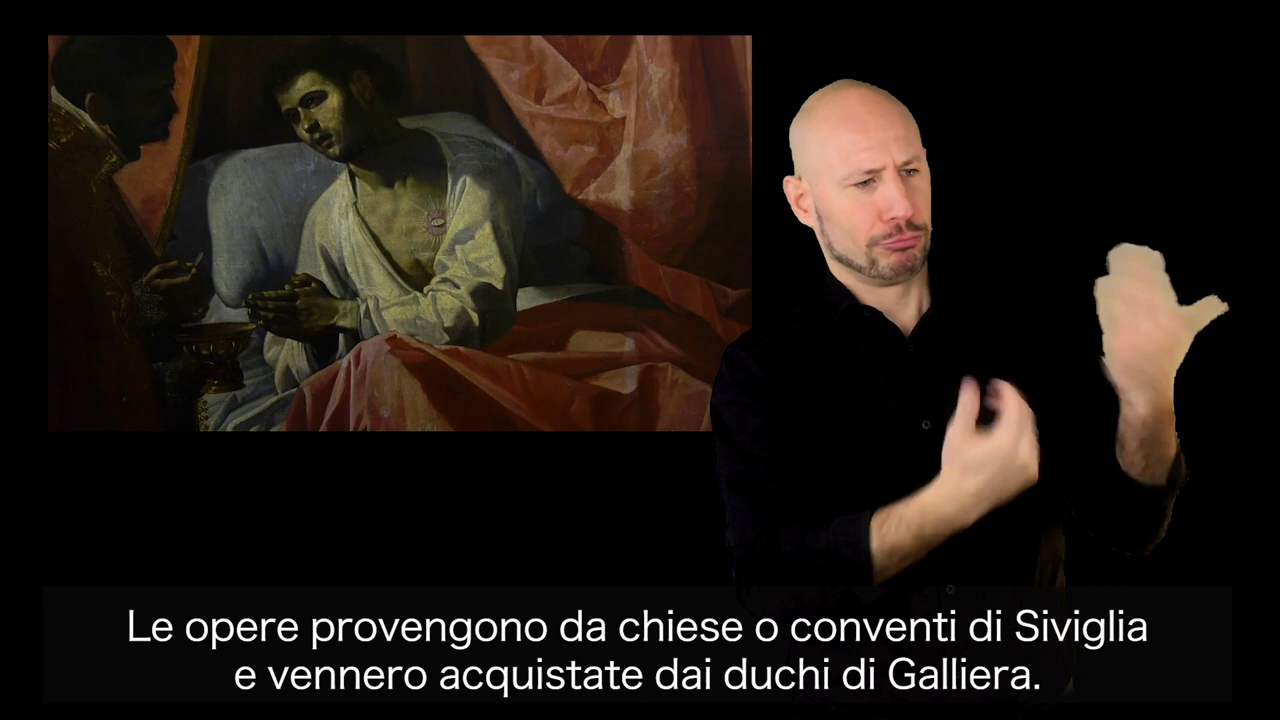 Le opere provengono da chiese o conventi di Siviglia
e vennero acquistate dai duchi di Galliera.